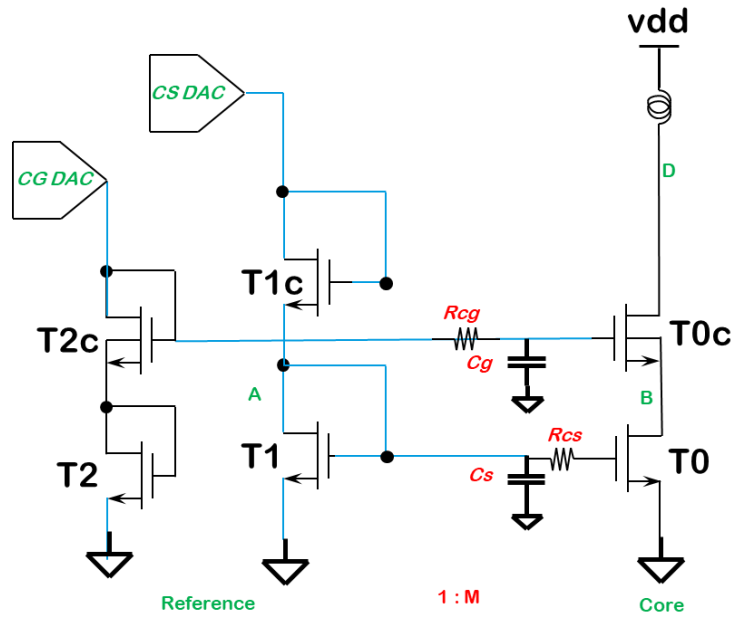 vdd
CS DAC
CG DAC
D
T1c
Rcg
T2c
Cg
T0c
A
B
Rcs
T1
T2
Cs
T0
Reference
1 : M
Core